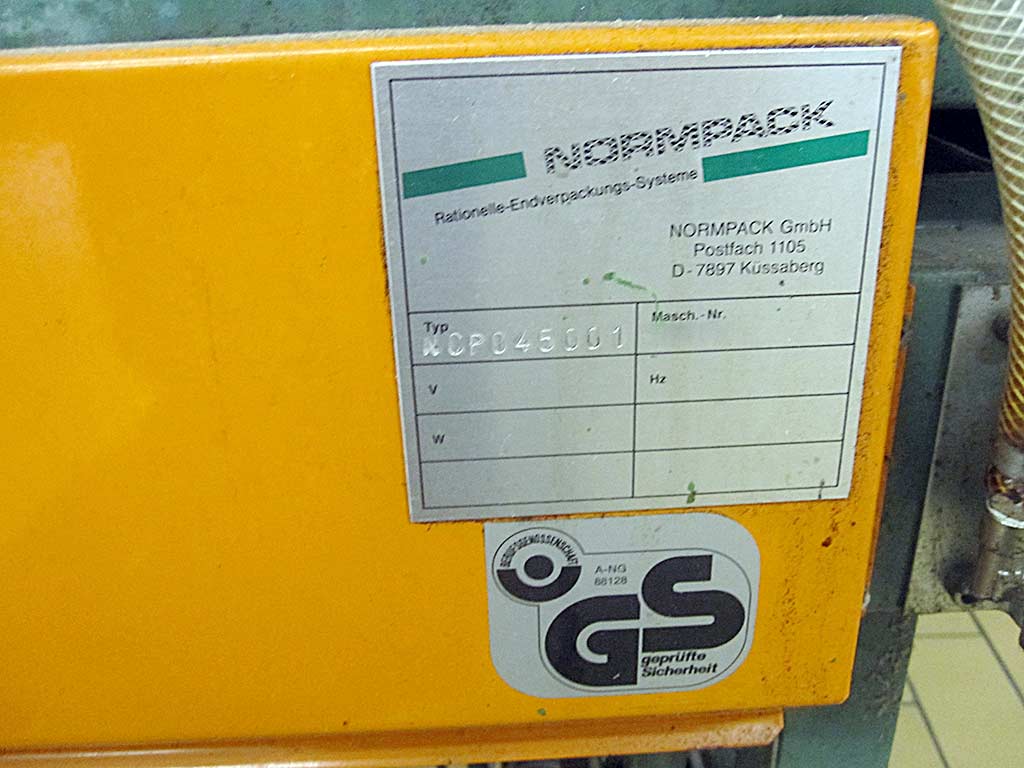 NORMPACK
Rationelle-Endverpackungs-Systeme
NORMPACK GmbH
Postfach 1105
D-7897 Küssaberg
Typ
NCP045001
Masch.-Nr.
V
Hz
W
BERUFSGENOSSENSCHAFT
A-NG
88128
GS
geprüfte
Sicherheit